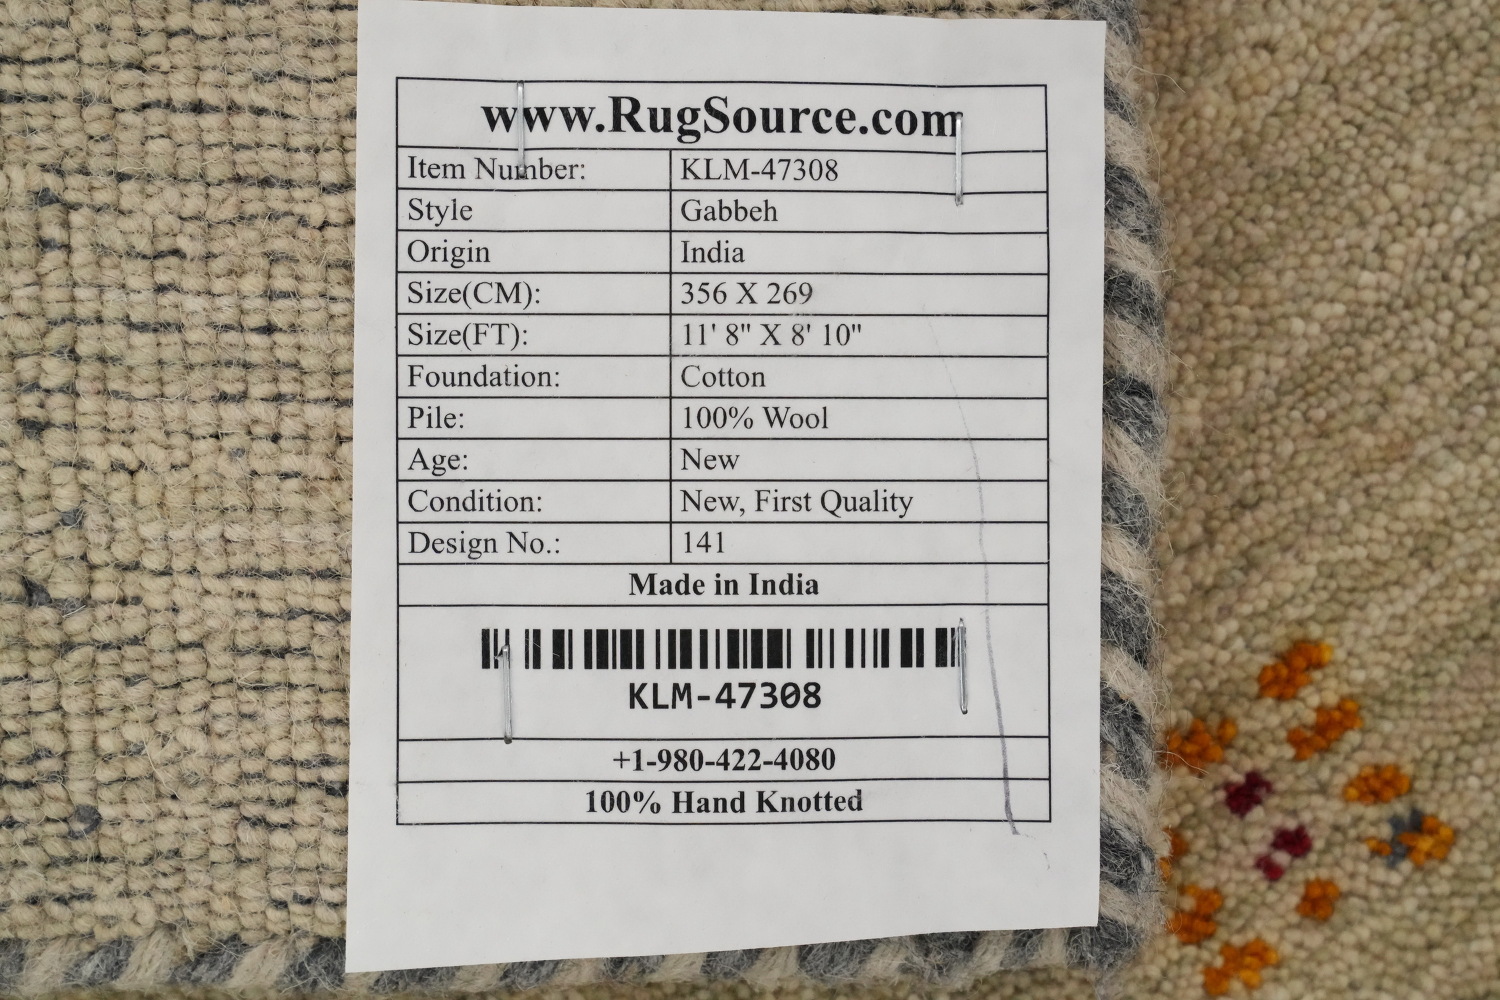 www.RugSource.com
Item Number: KLM-47308
Style Gabbeh
Origin India
Size(CM): 356 X 269
Size(FT): 11' 8" X 8' 10"
Foundation: Cotton
Pile: 100% Wool
Age: New
Condition: New, First Quality
Design No.: 141
Made in India
KLM-47308
+1-980-422-4080
100% Hand Knotted